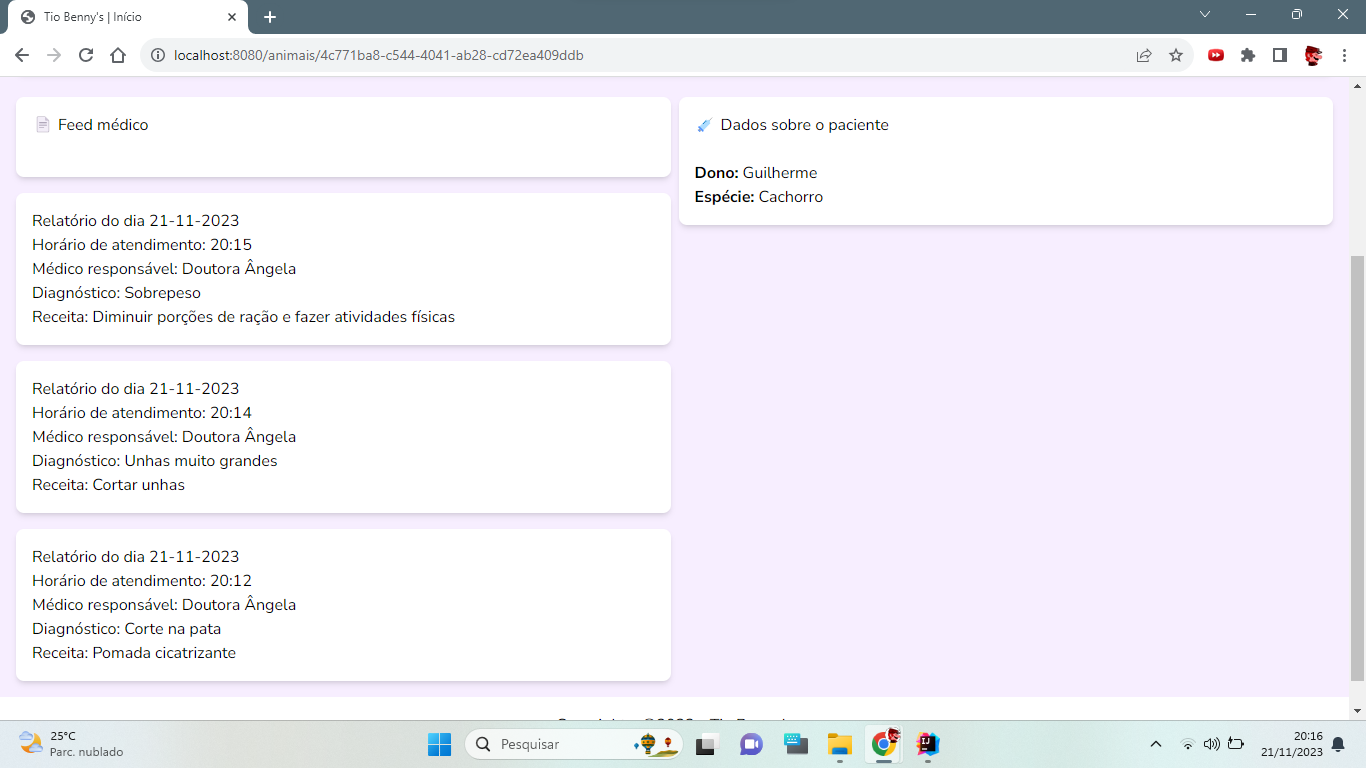 Tio Benny's | Início
localhost:8080/animais/4c771ba8-c544-4041-ab28-cd72ea409ddb
Feed médico
Relatório do dia 21-11-2023
Horário de atendimento: 20:15
Médico responsável: Doutora Ângela
Diagnóstico: Sobrepeso
Receita: Diminuir porções de ração e fazer atividades físicas
Relatório do dia 21-11-2023
Horário de atendimento: 20:14
Médico responsável: Doutora Ângela
Diagnóstico: Unhas muito grandes
Receita: Cortar unhas
Relatório do dia 21-11-2023
Horário de atendimento: 20:12
Médico responsável: Doutora Ângela
Diagnóstico: Corte na pata
Receita: Pomada cicatrizante
Dados sobre o paciente
Dono: Guilherme
Espécie: Cachorro
25°C
Parc. nublado
Pesquisar
20:16
21/11/2023